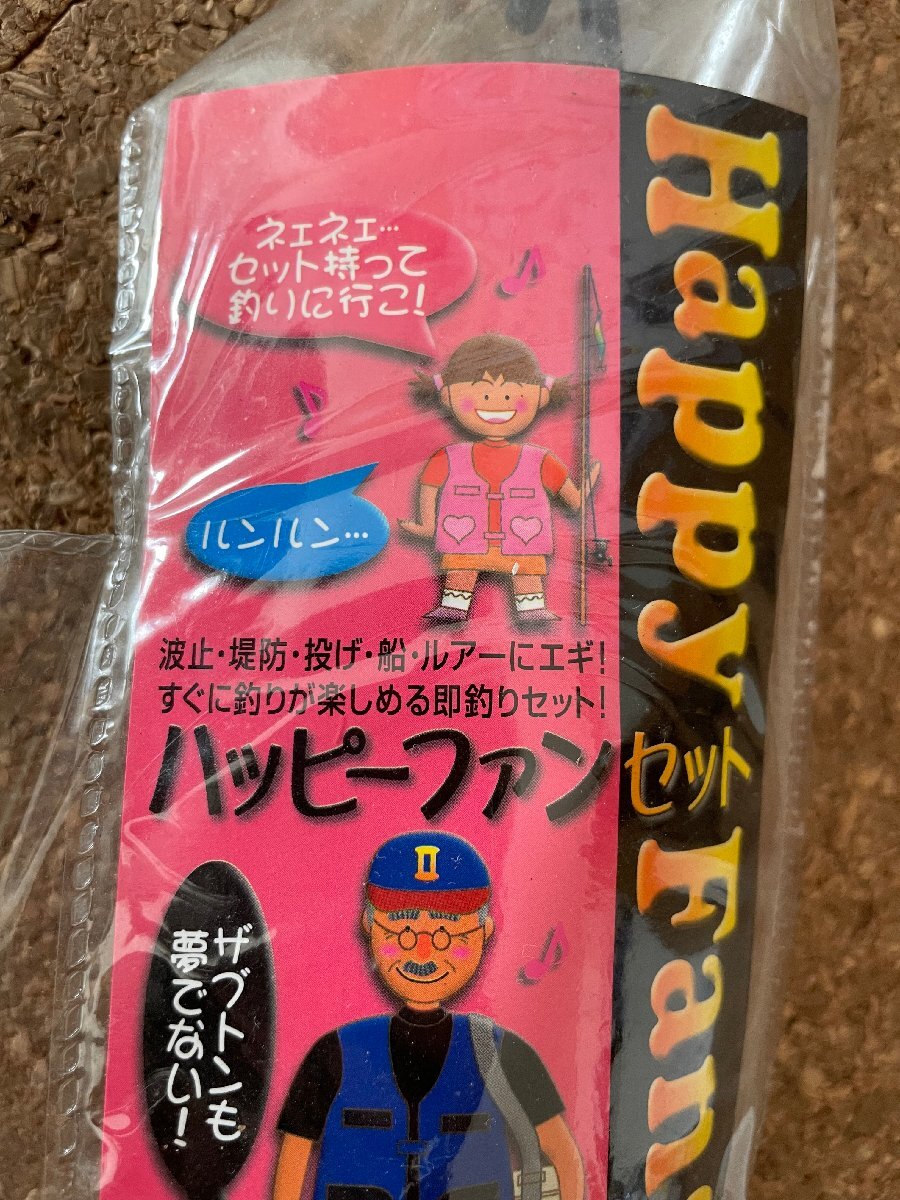 ネェネェ…
セット持って
釣りに行こ!
ルンルン…
波止・堤防・投げ・船・ルアーにエギ!
すぐに釣りが楽しめる即釣りセット!
ハッピーファンセット
ザブトンも
夢でない!
Happy Fan